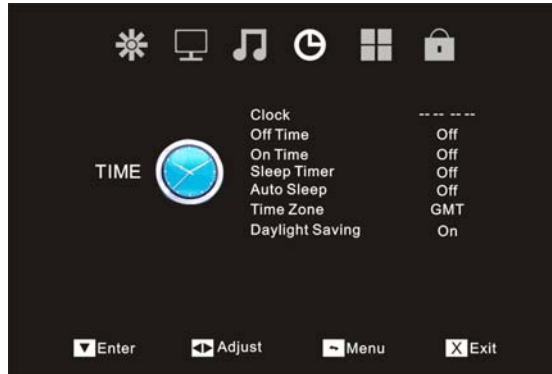 Clock -- -- -- --
Off Time Off
On Time Off
TIME
Sleep Timer Off
Auto Sleep Off
Time Zone GMT
Daylight Saving On
Enter Adjust Menu X Exit